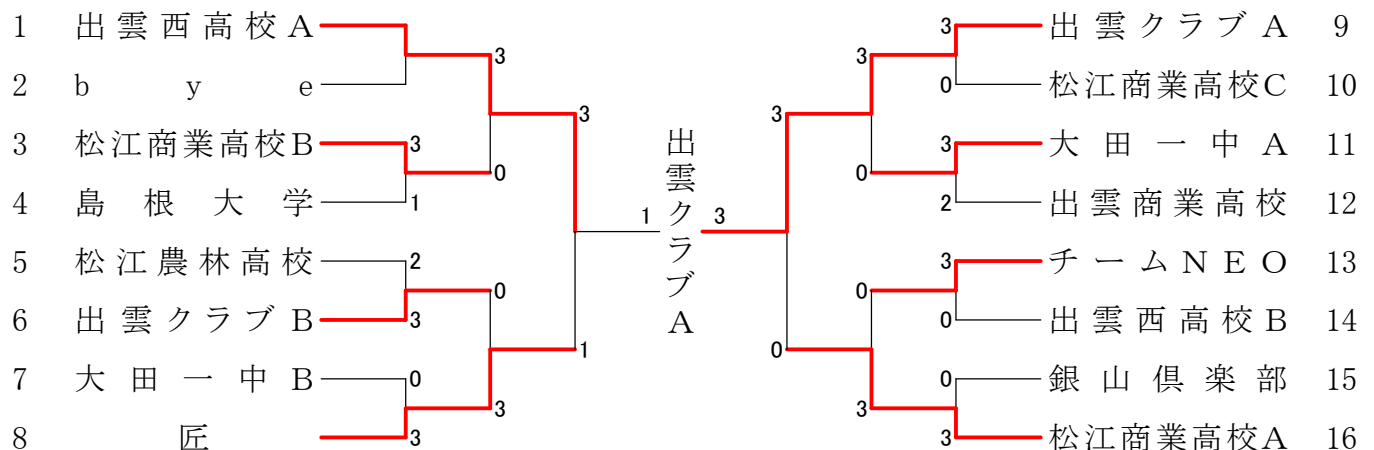 1 出雲西高校A 3 出雲クラブA 9
3 3
2 bye 0 松江商業高校C 10
3 3
3 松江商業高校B 3 3 大田一中A 11
0 0
4 島根大学 1 2 出雲商業高校 12
1 出雲クラブA 3
5 松江農林高校 2 3 チームNEO 13
0 0
6 出雲クラブB 3 0 出雲西高校B 14
1 0
7 大田一中B 0 0 銀山倶楽部 15
3 3
8 匠 3 3 松江商業高校A 16